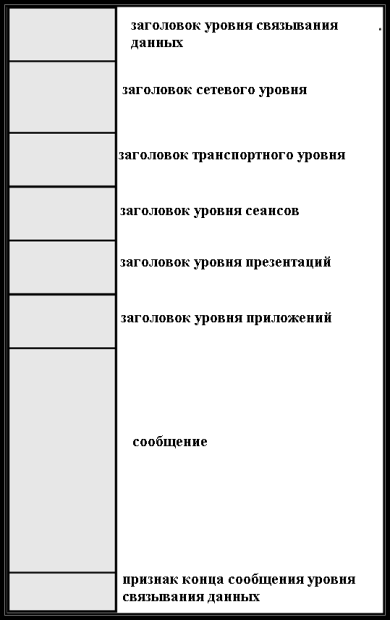 заголовок уровня связывания
данных
заголовок сетевого уровня
заголовок транспортного уровня
заголовок уровня сеансов
заголовок уровня презентаций
заголовок уровня приложений
сообщение
признак конца сообщения уровня
связывания данных